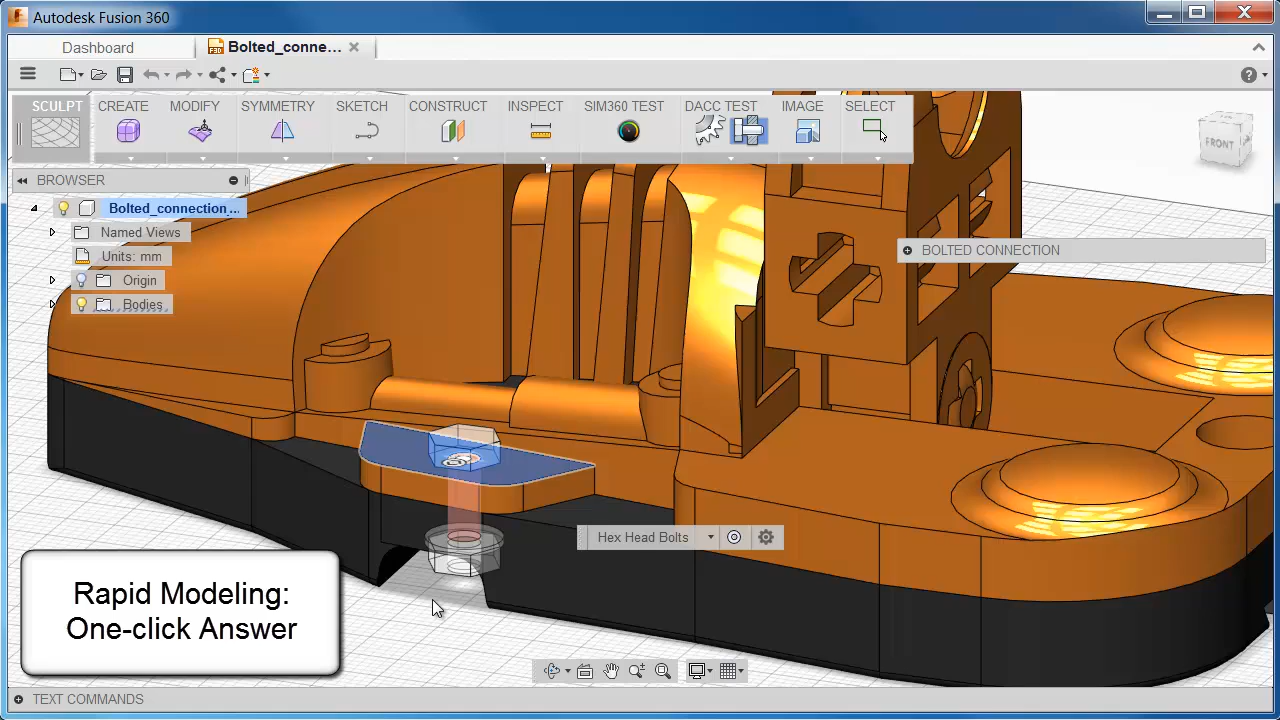 Autodesk Fusion 360
Dashboard
Bolted_conne...
SCULPT
CREATE
MODIFY
SYMMETRY
SKETCH
CONSTRUCT
INSPECT
SIM360 TEST
DACC TEST
IMAGE
SELECT
FRONT
BROWSER
Bolted_connection_...
Named Views
Units: mm
Origin
Bodies
BOLTED CONNECTION
Hex Head Bolts
Rapid Modeling:
One-click Answer
TEXT COMMANDS